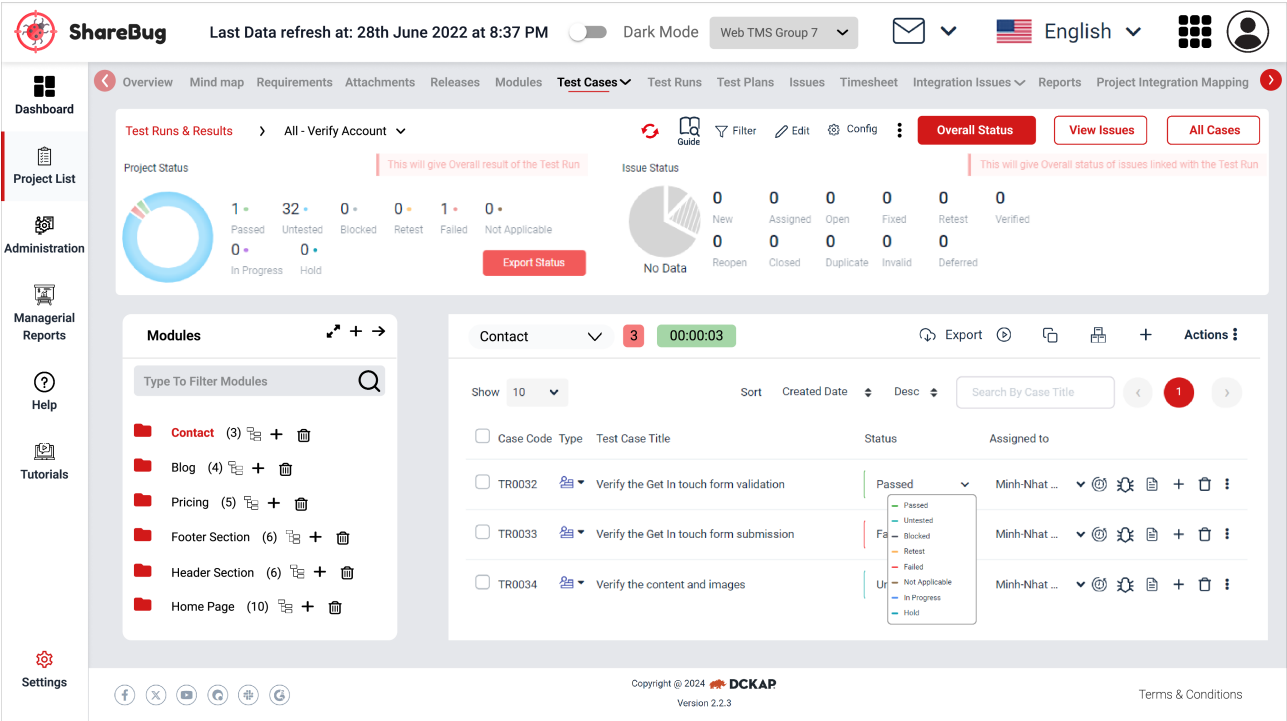 ShareBug
Last Data refresh at: 28th June 2022 at 8:37 PM
Dark Mode
Web TMS Group 7
English
Dashboard
Project List
Administration
Managerial
Reports
Help
Tutorials
Settings
Overview Mind map Requirements Attachments Releases Modules Test Cases Test Runs Test Plans Issues Timesheet Integration Issues Reports Project Integration Mapping
Test Runs & Results > All - Verify Account
Guide
Filter
Edit
Config
Overall Status
View Issues
All Cases
Project Status
This will give Overall result of the Test Run
1 32 0 0 1 0
Passed Untested Blocked Retest Failed Not Applicable
0 0
In Progress Hold
Export Status
Issue Status
This will give Overall status of issues linked with the Test Run
No Data
0 0 0 0 0 0
New Assigned Open Fixed Retest Verified
0 0 0 0 0
Reopen Closed Duplicate Invalid Deferred
Modules
Type To Filter Modules
Contact (3)
Blog (4)
Pricing (5)
Footer Section (6)
Header Section (6)
Home Page (10)
Contact
3
00:00:03
Export
Actions
Show 10
Sort Created Date Desc
Search By Case Title
1
Case Code Type Test Case Title Status Assigned to
TR0032 Verify the Get In touch form validation Passed Minh-Nhat ...
TR0033 Verify the Get In touch form submission Fa Minh-Nhat ...
TR0034 Verify the content and images Ur Minh-Nhat ...
Passed
Untested
Blocked
Retest
Failed
Not Applicable
In Progress
Hold
Copyright @ 2024 DCKAP
Version 2.2.3
Terms & Conditions